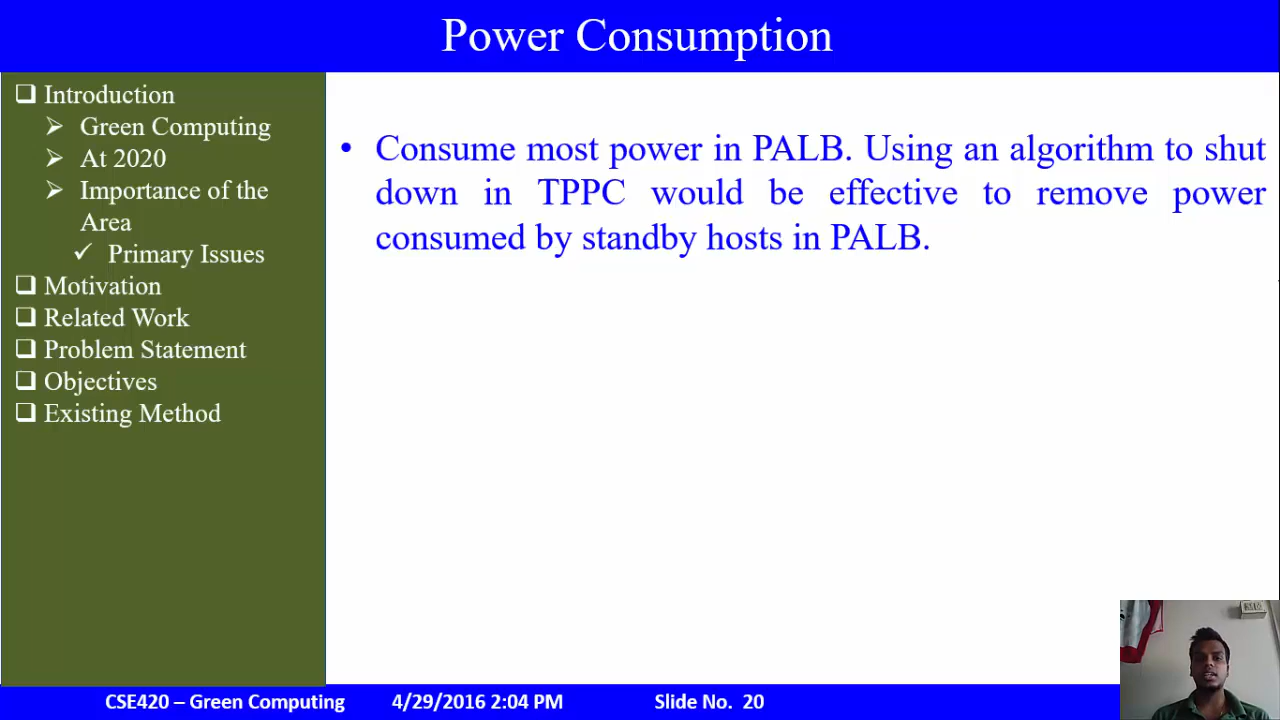 Power Consumption
Introduction
Green Computing
At 2020
Importance of the
Area
Primary Issues
Motivation
Related Work
Problem Statement
Objectives
Existing Method
• Consume most power in PALB. Using an algorithm to shut
down in TPPC would be effective to remove power
consumed by standby hosts in PALB.
CSE420 – Green Computing 4/29/2016 2:04 PM Slide No. 20